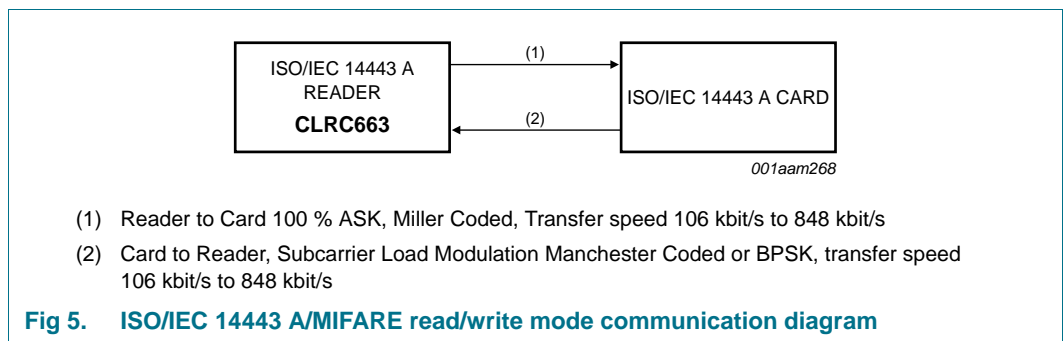 ISO/IEC 14443 A
READER
CLRC663
(1)
(2)
ISO/IEC 14443 A CARD
001aam268
(1) Reader to Card 100 % ASK, Miller Coded, Transfer speed 106 kbit/s to 848 kbit/s
(2) Card to Reader, Subcarrier Load Modulation Manchester Coded or BPSK, transfer speed
106 kbit/s to 848 kbit/s
Fig 5. ISO/IEC 14443 A/MIFARE read/write mode communication diagram